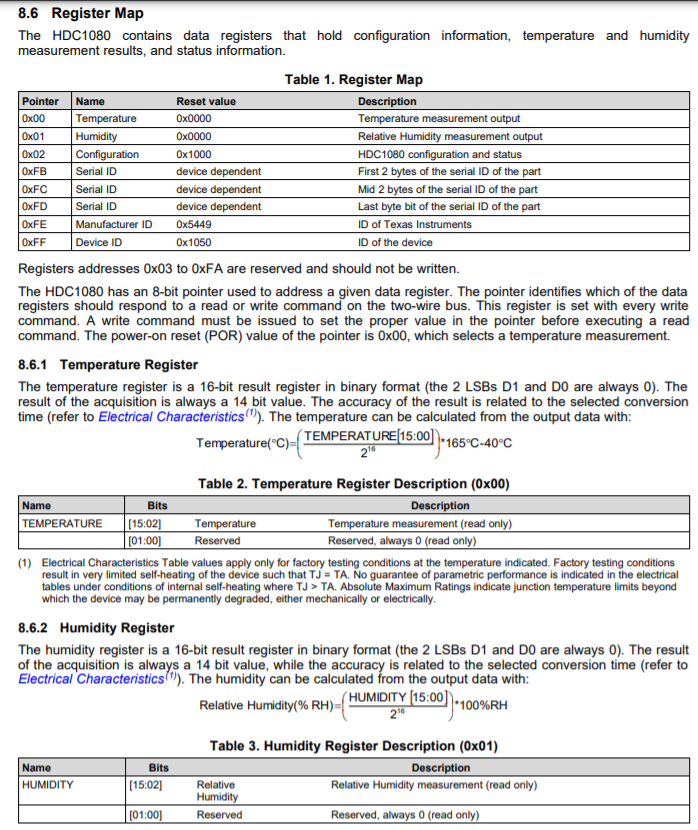 8.6 Register Map
The HDC1080 contains data registers that hold configuration information, temperature and humidity
measurement results, and status information.
Table 1. Register Map
Pointer Name Reset value Description
0x00 Temperature 0x0000 Temperature measurement output
0x01 Humidity 0x0000 Relative Humidity measurement output
0x02 Configuration 0x1000 HDC1080 configuration and status
0xFB Serial ID device dependent First 2 bytes of the serial ID of the part
0xFC Serial ID device dependent Mid 2 bytes of the serial ID of the part
0xFD Serial ID device dependent Last byte bit of the serial ID of the part
0xFE Manufacturer ID 0x5449 ID of Texas Instruments
0xFF Device ID 0x1050 ID of the device
Registers addresses 0x03 to 0xFA are reserved and should not be written.
The HDC1080 has an 8-bit pointer used to address a given data register. The pointer identifies which of the data
registers should respond to a read or write command on the two-wire bus. This register is set with every write
command. A write command must be issued to set the proper value in the pointer before executing a read
command. The power-on reset (POR) value of the pointer is 0x00, which selects a temperature measurement.
8.6.1 Temperature Register
The temperature register is a 16-bit result register in binary format (the 2 LSBs D1 and D0 are always 0). The
result of the acquisition is always a 14 bit value. The accuracy of the result is related to the selected conversion
time (refer to Electrical Characteristics(1)). The temperature can be calculated from the output data with:
Temperature(°C)=(TEMPERATURE[15:00]/2^16)*165°C-40°C
Table 2. Temperature Register Description (0x00)
Name Bits Description
TEMPERATURE [15:02] Temperature Temperature measurement (read only)
[01:00] Reserved Reserved, always 0 (read only)
(1) Electrical Characteristics Table values apply only for factory testing conditions at the temperature indicated. Factory testing conditions
result in very limited self-heating of the device such that TJ = TA. No guarantee of parametric performance is indicated in the electrical
tables under conditions of internal self-heating where TJ > TA. Absolute Maximum Ratings indicate junction temperature limits beyond
which the device may be permanently degraded, either mechanically or electrically.
8.6.2 Humidity Register
The humidity register is a 16-bit result register in binary format (the 2 LSBs D1 and D0 are always 0). The result
of the acquisition is always a 14 bit value, while the accuracy is related to the selected conversion time (refer to
Electrical Characteristics(1)). The humidity can be calculated from the output data with:
Relative Humidity(% RH)=(HUMIDITY [15:00]/2^16)*100%RH
Table 3. Humidity Register Description (0x01)
Name Bits Description
HUMIDITY [15:02] Relative Humidity Relative Humidity measurement (read only)
[01:00] Reserved Reserved, always 0 (read only)